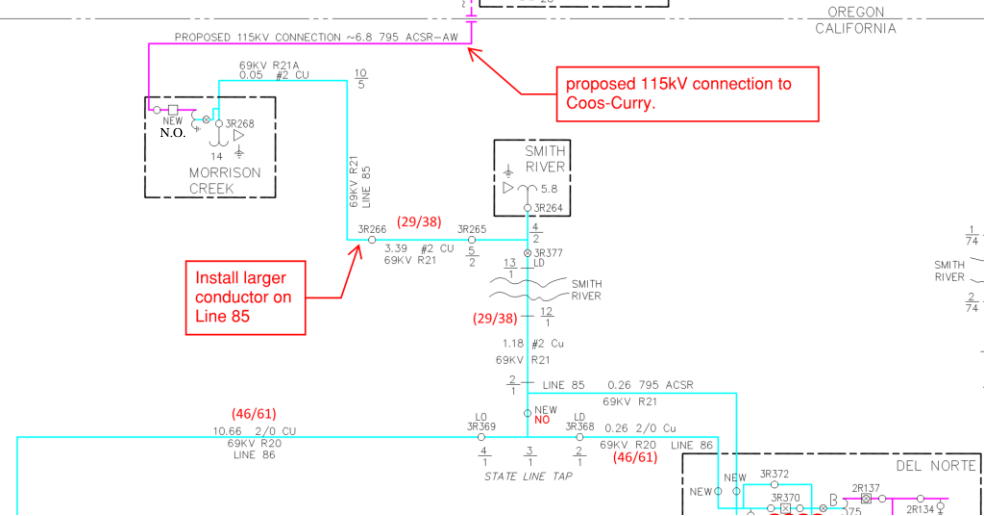 OREGON
CALIFORNIA
PROPOSED 115KV CONNECTION ~6.8 795 ACSR-AW
69KV R21A
0.05 #2 CU
10
5
proposed 115kV connection to
Coos-Curry.
NEW
N.O.
3R268
14
MORRISON
CREEK
69KV R21
LINE 85
SMITH
RIVER
5.8
3R264
(29/38)
3R266
3R265
4
2
3.39 #2 CU
69KV R21
5
2
3R377
LD
13
1
1
74
SMITH
RIVER
2
74
Install larger
conductor on
Line 85
SMITH
RIVER
(29/38)
12
1
1.18 #2 Cu
69KV R21
2
1
LINE 85 0.26 795 ACSR
69KV R21
NEW
NO
(46/61)
10.66 2/0 CU
69KV R20
LINE 86
LO
3R369
LD
3R368
0.26 2/0 Cu
69KV R20 LINE 86
(46/61)
4
1
3
1
2
1
STATE LINE TAP
DEL NORTE
NEW
NEW
3R372
3R370
B
2R137
2R134